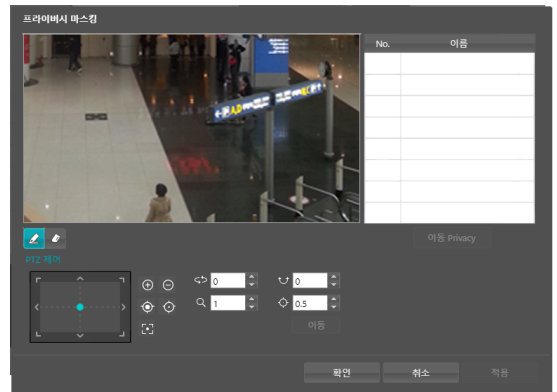 프라이버시 마스킹
No. 이름
A,D
B,C
이동 Privacy
PTZ 제어
0
0
1
0.5
이동
확인 취소 적용